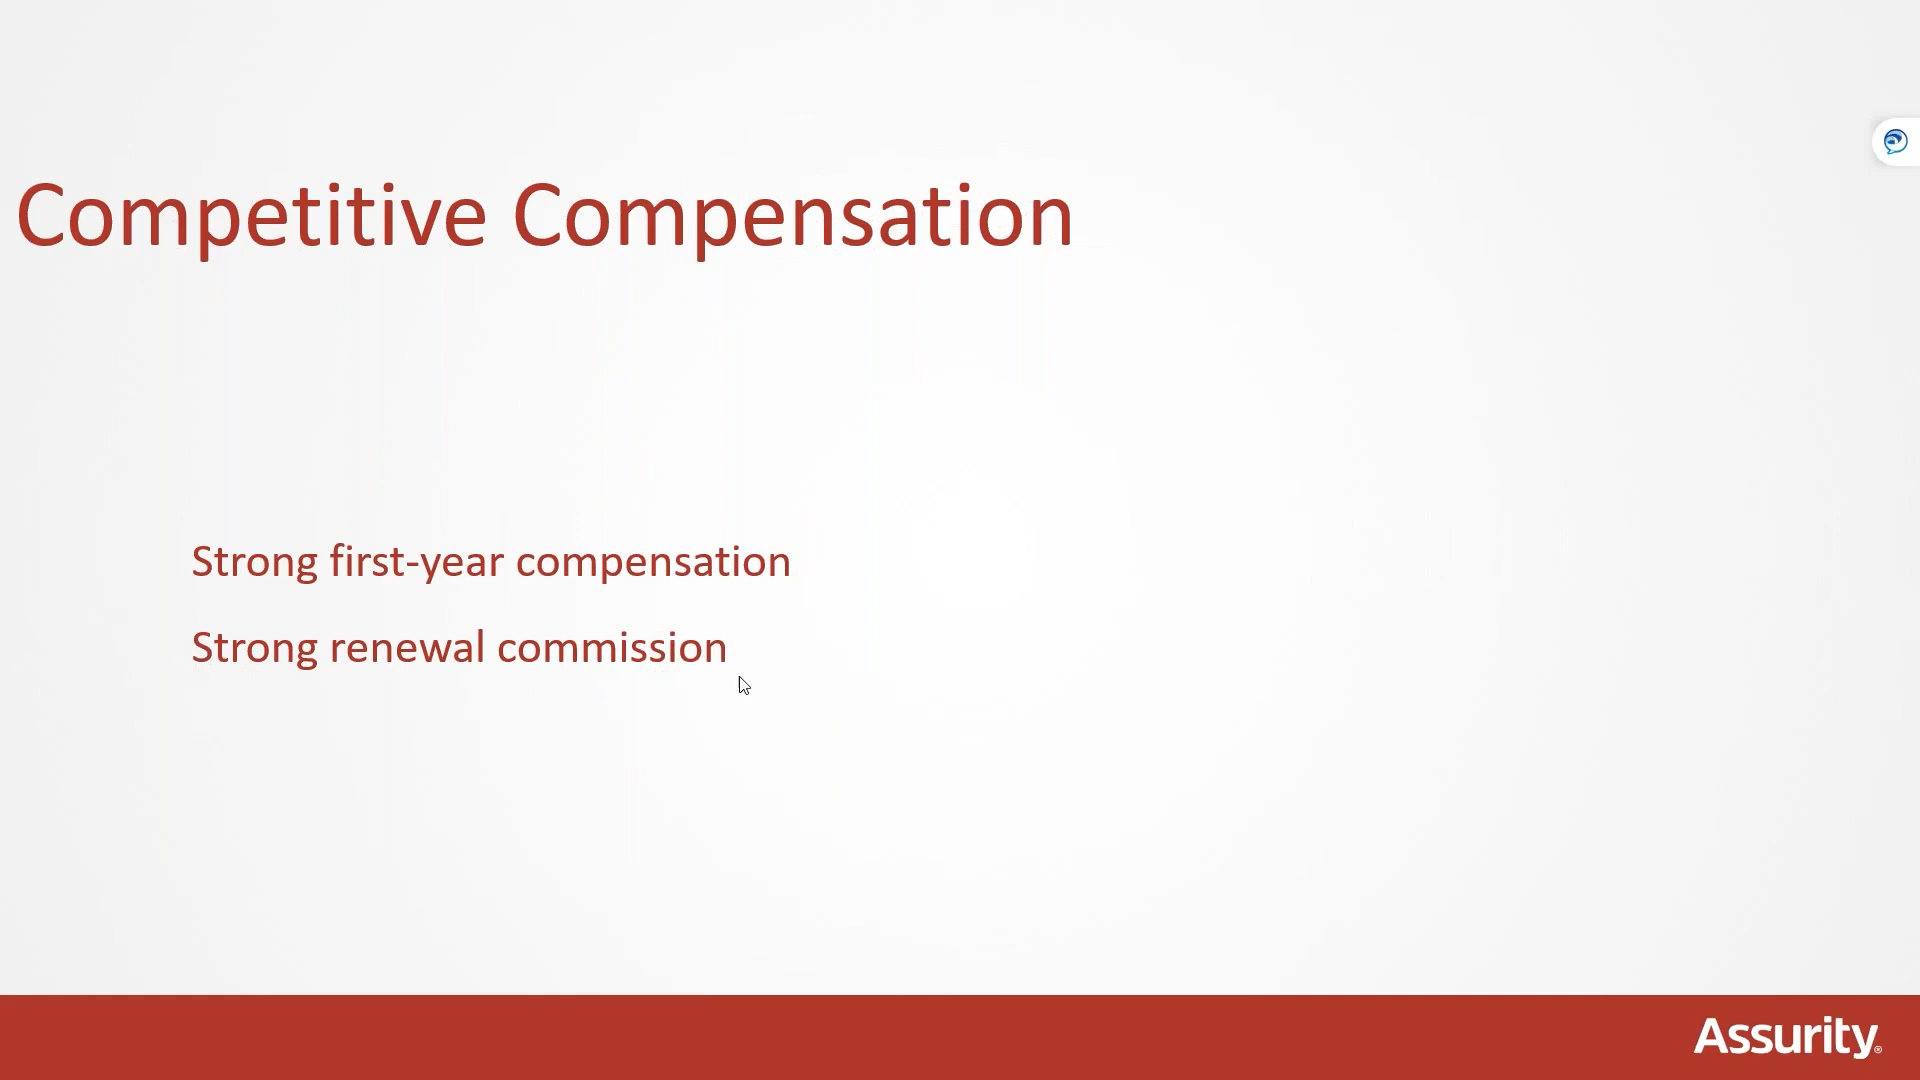 Competitive Compensation
Strong first-year compensation
Strong renewal commission
Assurity®